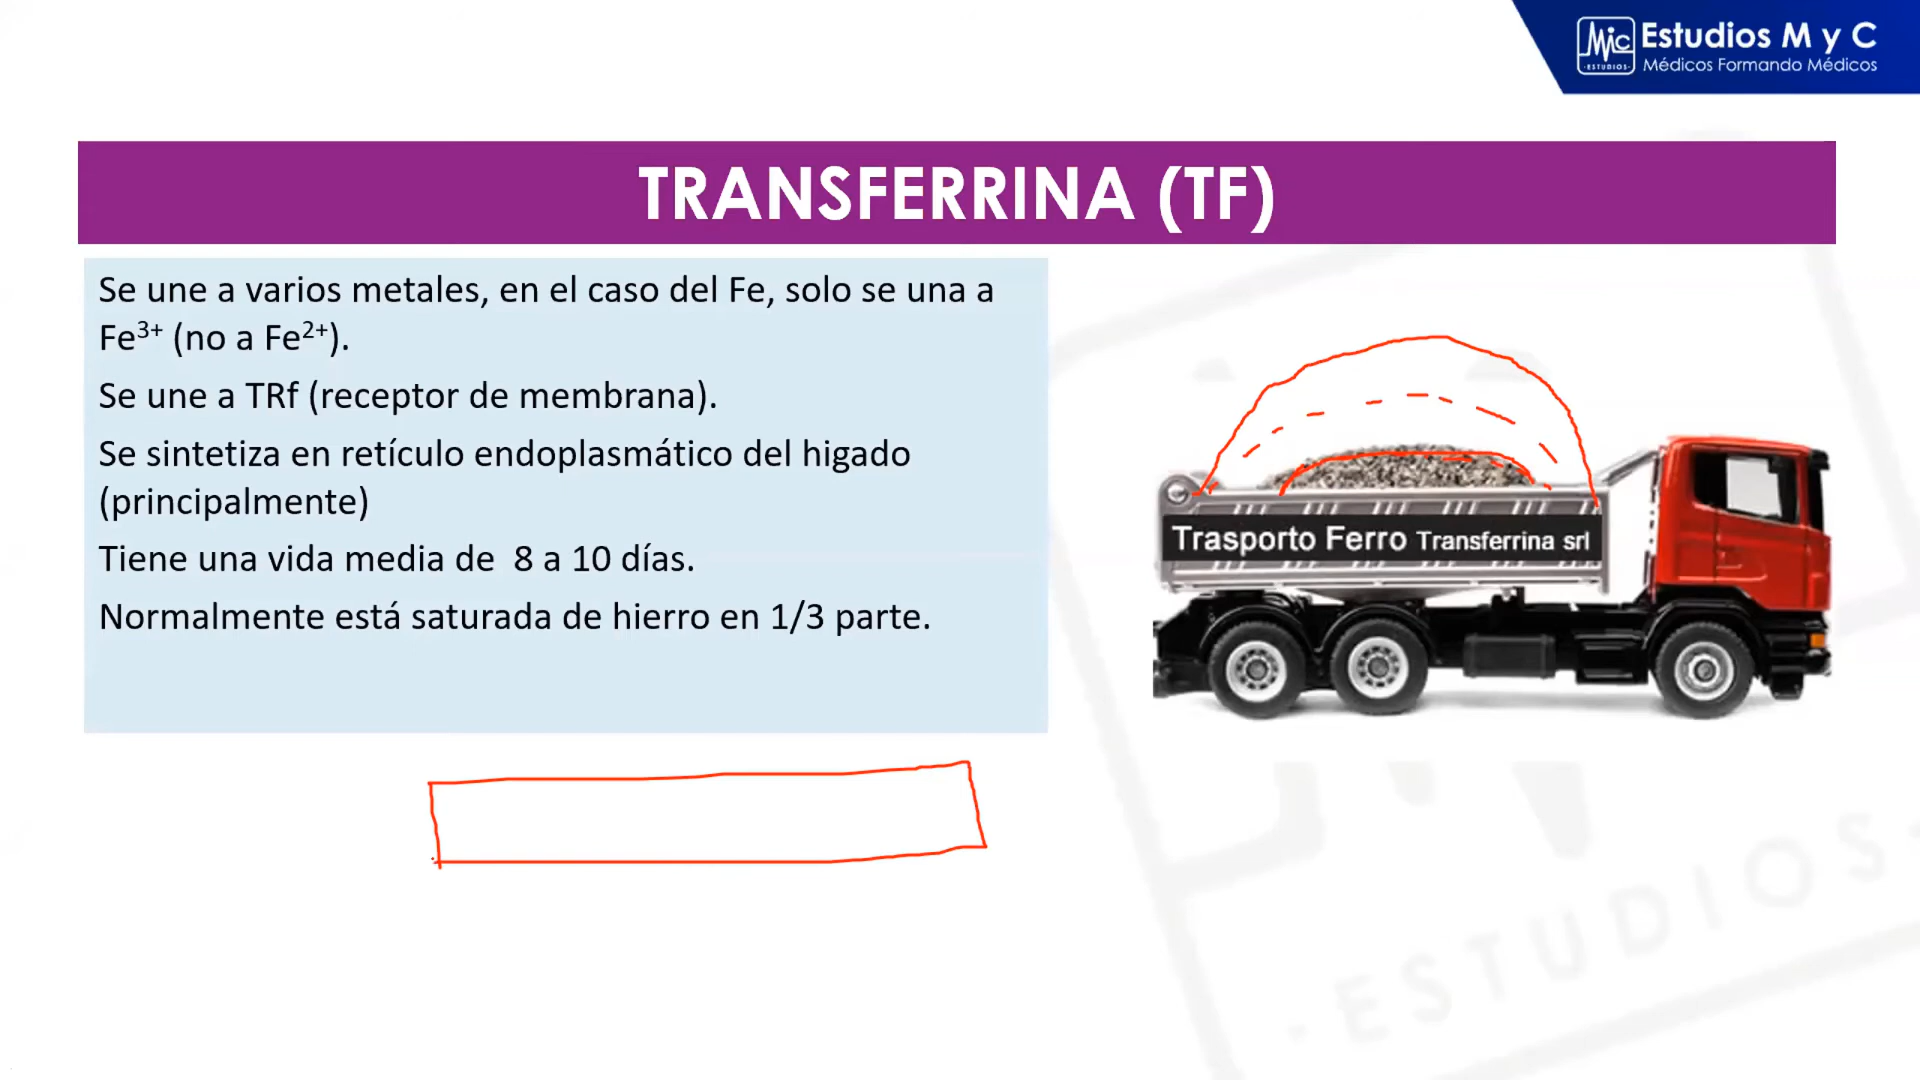 Mic
·ESTUDIOS·
Estudios M y C
Médicos Formando Médicos
TRANSFERRINA (TF)
Se une a varios metales, en el caso del Fe, solo se una a
Fe³⁺ (no a Fe²⁺).
Se une a TRf (receptor de membrana).
Se sintetiza en retículo endoplasmático del higado
(principalmente)
Tiene una vida media de 8 a 10 días.
Normalmente está saturada de hierro en 1/3 parte.
Trasporto Ferro Transferrina srl
·ESTUDIOS·